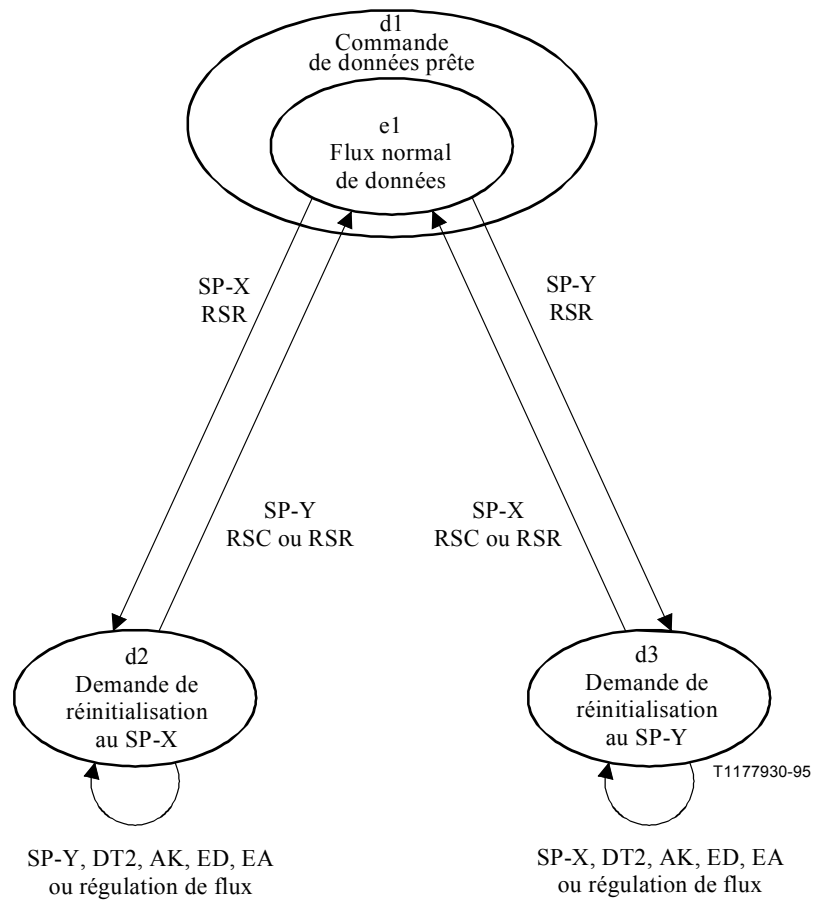 d1
Commande
de données prête
e1
Flux normal
de données
SP-X
RSR
SP-Y
RSR
SP-Y
RSC ou RSR
SP-X
RSC ou RSR
d2
Demande de
réinitialisation
au SP-X
d3
Demande de
réinitialisation
au SP-Y
T1177930-95
SP-Y, DT2, AK, ED, EA
ou régulation de flux
SP-X, DT2, AK, ED, EA
ou régulation de flux